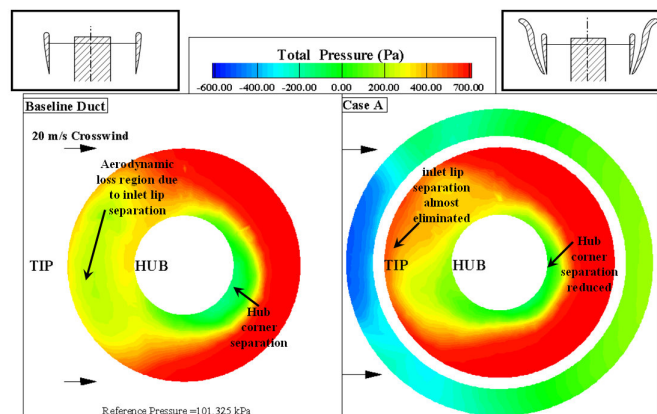 Total Pressure (Pa)
-600.00 -400.00 -200.00 0.00 200.00 400.00 700.00
Baseline Duct
20 m/s Crosswind
Aerodynamic
loss region due
to inlet lip
separation
TIP
HUB
Hub
corner
separation
Reference Pressure =101.325 kPa
Case A
inlet lip
separation
almost
eliminated
TIP
HUB
Hub
corner
separation
reduced